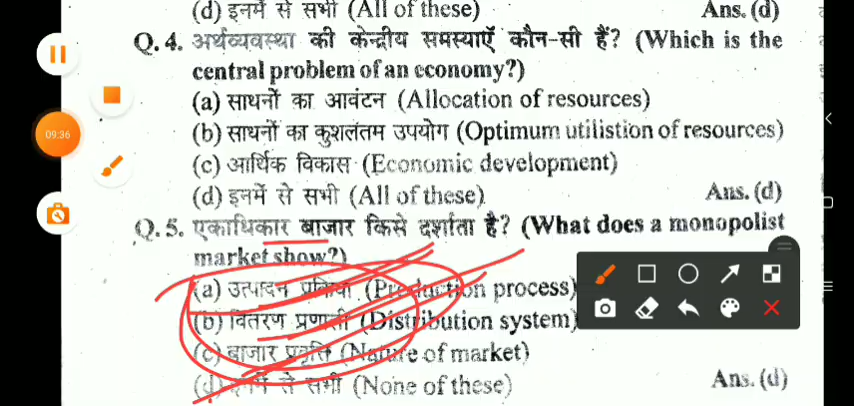 (d) इनमें से सभी (All of these) Ans. (d)
Q. 4. अर्थव्यवस्था की केन्द्रीय समस्याएँ कौन-सी हैं? (Which is the
central problem of an economy?)
(a) साधनों का आवंटन (Allocation of resources)
(b) साधनों का कुशलतम उपयोग (Optimum utilistion of resources)
(c) आर्थिक विकास (Economic development)
(d) इनमें से सभी (All of these) Ans. (d)
Q. 5. एकाधिकार बाजार किसे दर्शाता है? (What does a monopolist
market show?)
(a) उत्पादन प्रक्रिया (Production process)
(b) वितरण प्रणाली (Distribution system)
(c) बाजार प्रवृत्ति (Nature of market)
(d) इनमें से सभी (None of these) Ans. (d)
09:36